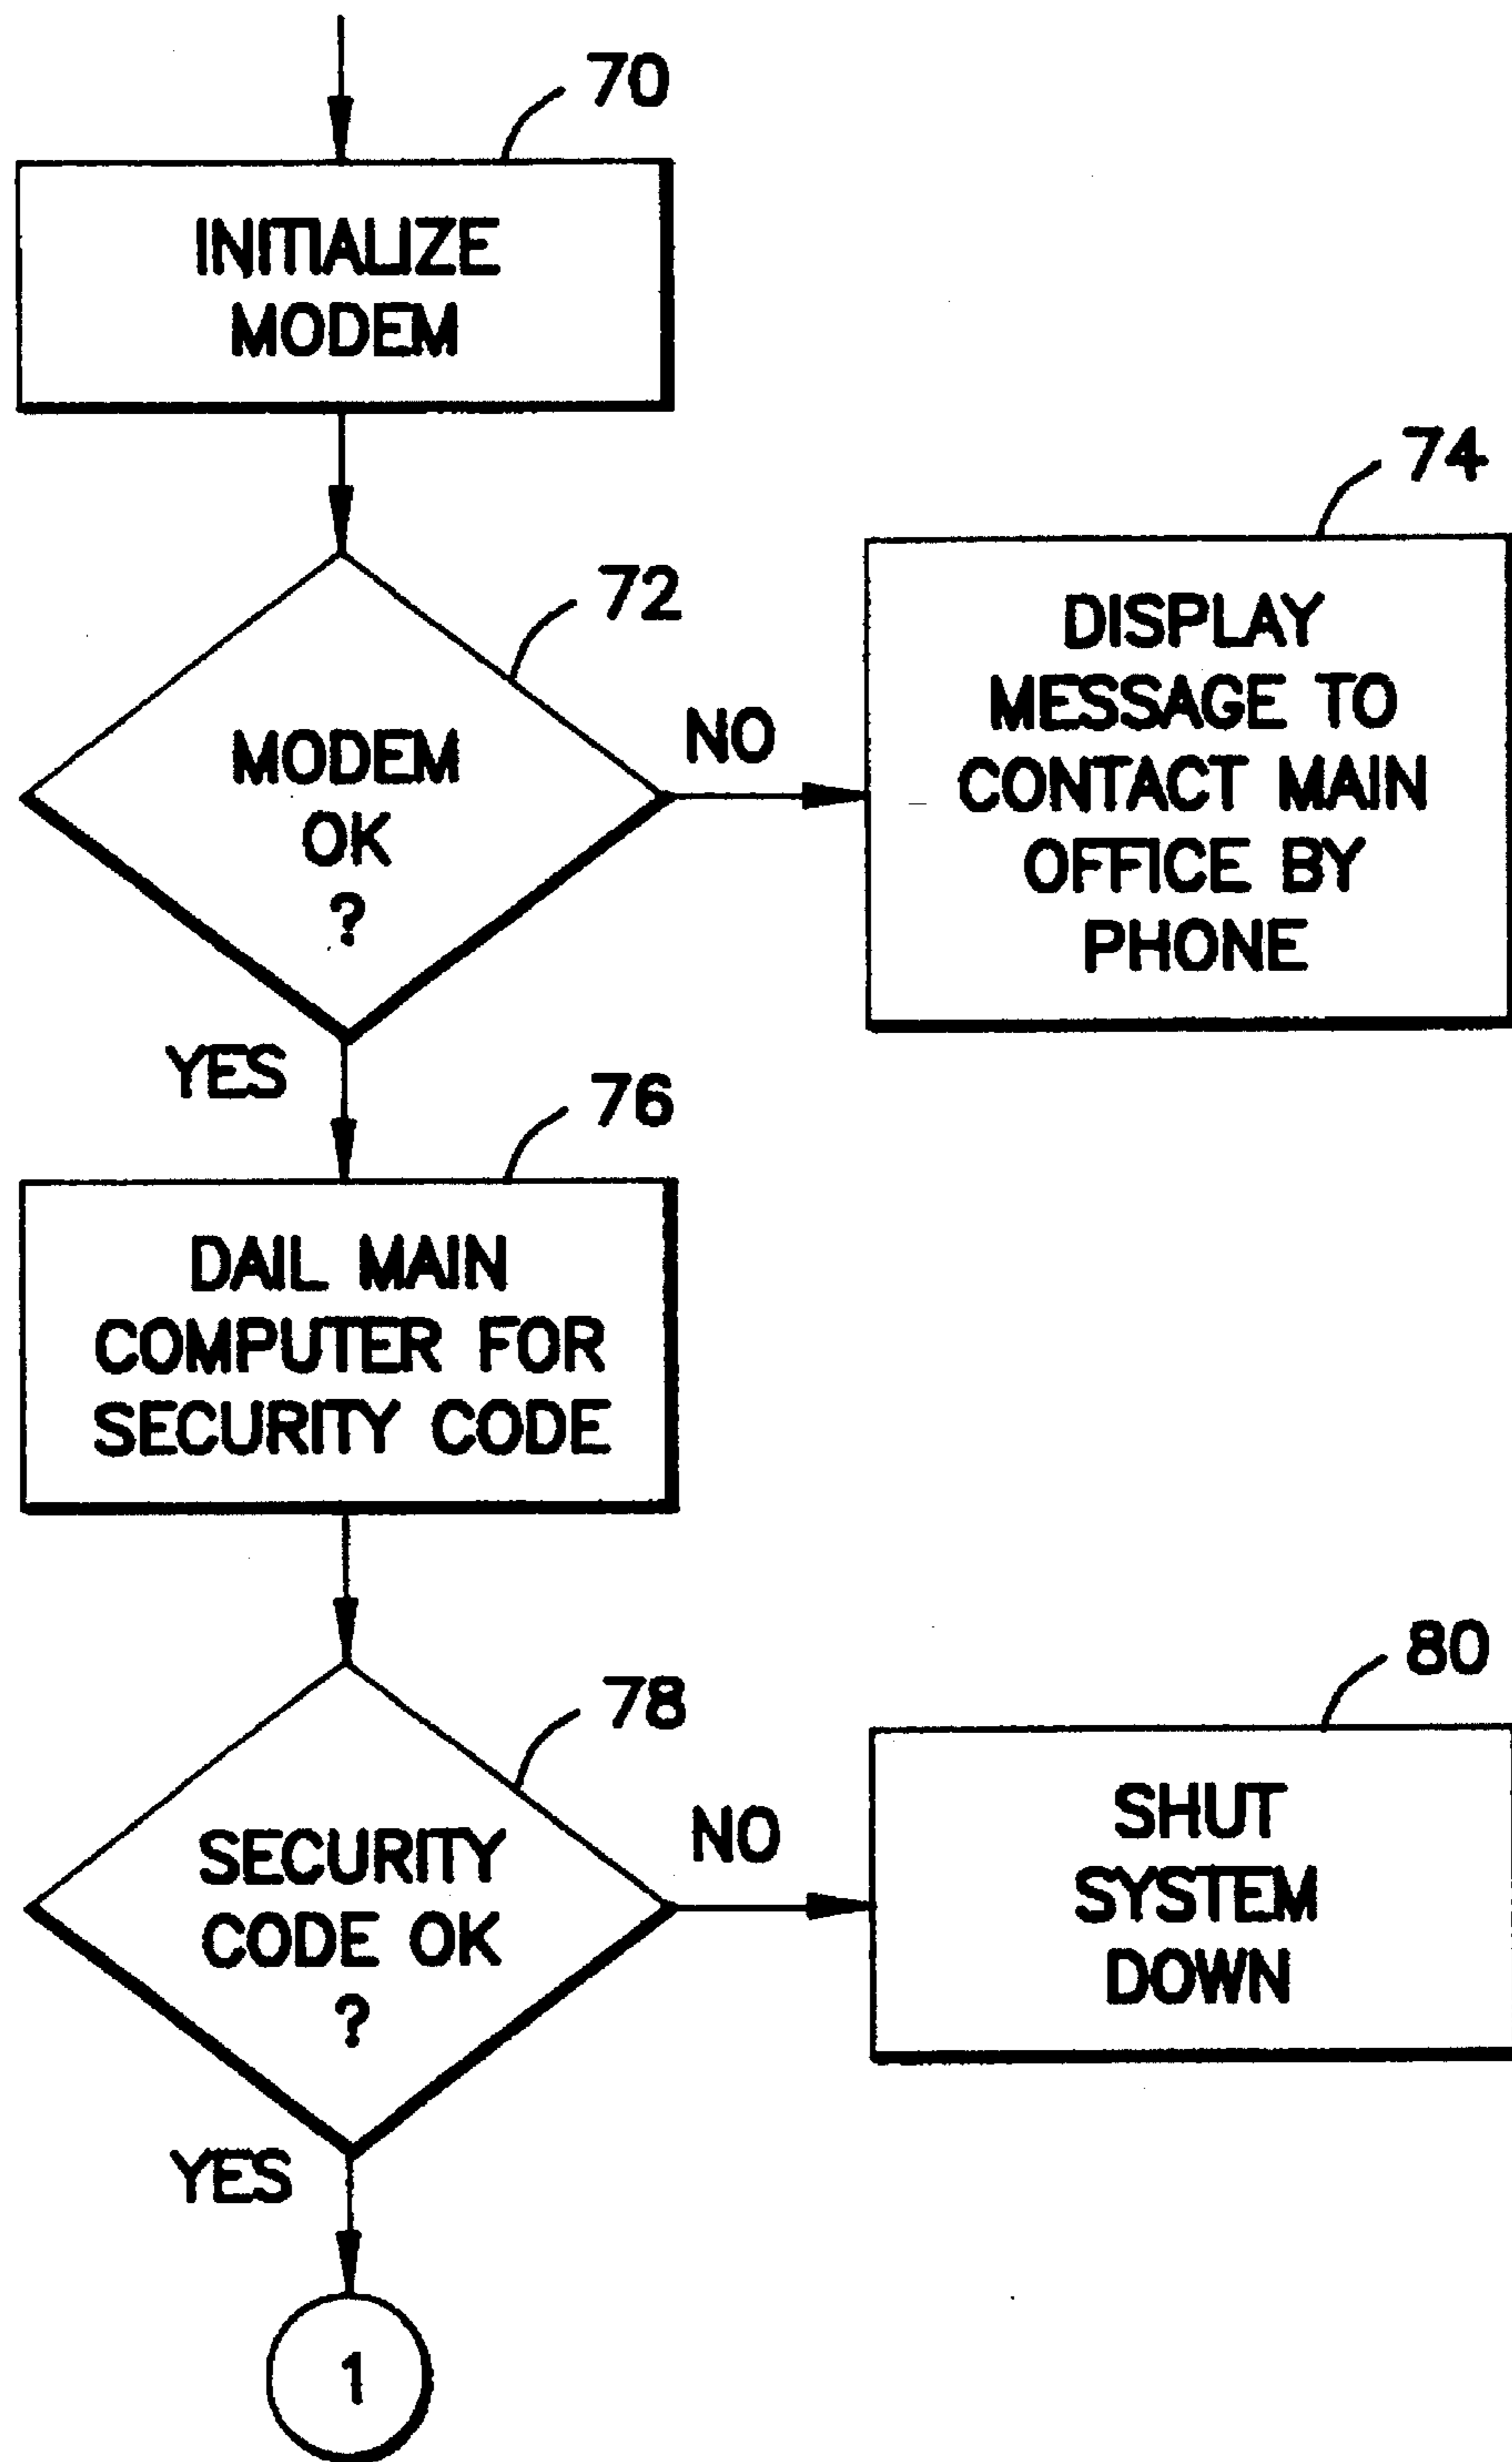 70
INITIALIZE
MODEM
72
MODEM
OK
?
NO
74
DISPLAY
MESSAGE TO
CONTACT MAIN
OFFICE BY
PHONE
YES
76
DAIL MAIN
COMPUTER FOR
SECURITY CODE
78
SECURITY
CODE OK
?
NO
80
SHUT
SYSTEM
DOWN
YES
1